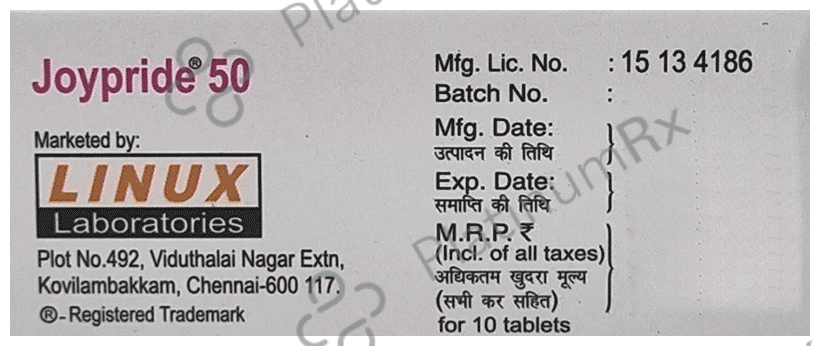 Joypride® 50
Marketed by:
LINUX
Laboratories
Plot No.492, Viduthalai Nagar Extn,
Kovilambakkam, Chennai-600 117.
®-Registered Trademark
Mfg. Lic. No. : 15 13 4186
Batch No. :
Mfg. Date:
उत्पादन की तिथि
Exp. Date:
समाप्ति की तिथि
M.R.P. ₹
(Incl. of all taxes)
अधिकतम खुदरा मूल्य
(सभी कर सहित)
for 10 tablets
PlatinumRx